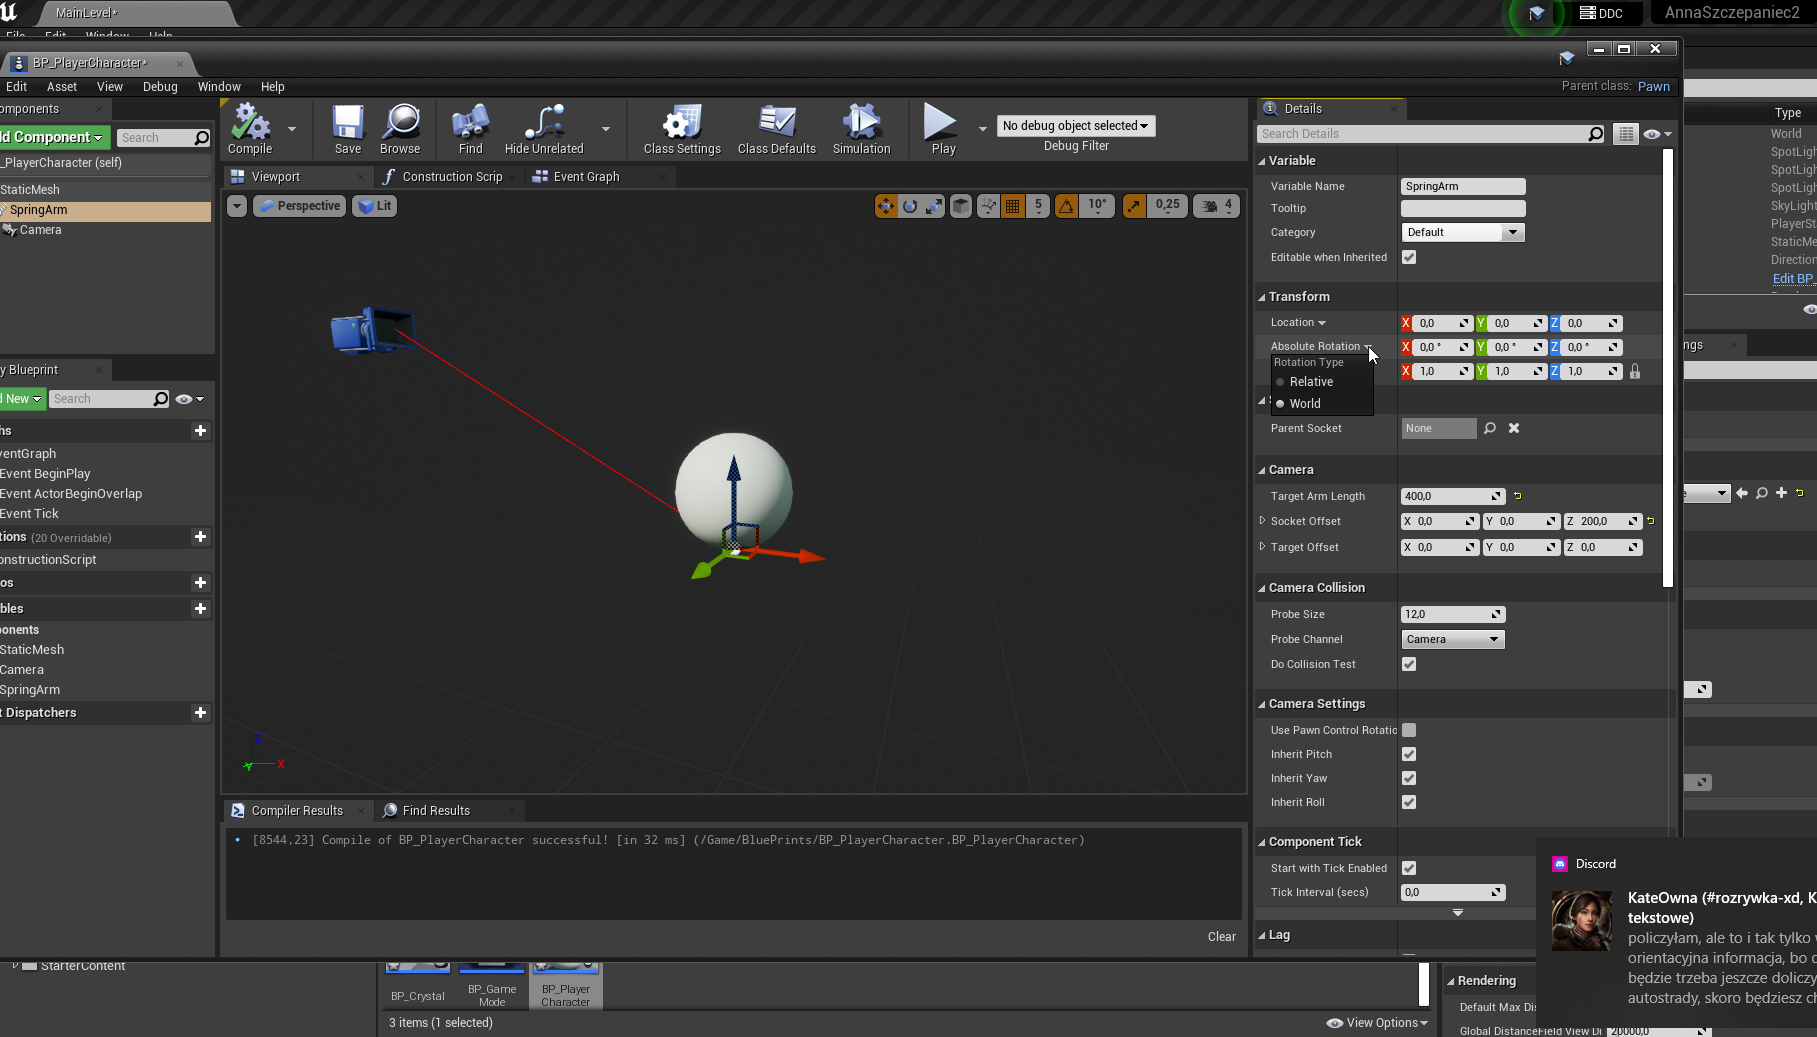 MainLevel*
DDC
AnnaSzczepaniec2
File Edit Window Help
BP_PlayerCharacter*
Edit Asset View Debug Window Help
Parent class: Pawn
omponents
dd Component
Search
_PlayerCharacter (self)
StaticMesh
SpringArm
Camera
y Blueprint
d New
Search
hs
ventGraph
Event BeginPlay
Event ActorBeginOverlap
Event Tick
tions (20 Overridable)
onstructionScript
os
bles
ponents
StaticMesh
Camera
SpringArm
t Dispatchers
Compile
Save
Browse
Find
Hide Unrelated
Class Settings
Class Defaults
Simulation
Play
No debug object selected
Debug Filter
Viewport
Construction Scrip
Event Graph
Perspective
Lit
5
10°
0,25
4
Z
Y
X
Compiler Results
Find Results
[8544,23] Compile of BP_PlayerCharacter successful! [in 32 ms] (/Game/BluePrints/BP_PlayerCharacter.BP_PlayerCharacter)
Clear
Details
Search Details
Variable
Variable Name SpringArm
Tooltip
Category Default
Editable when Inherited
Transform
Location X 0,0 Y 0,0 Z 0,0
Absolute Rotation X 0,0 ° Y 0,0 ° Z 0,0 °
Rotation Type
X 1,0 Y 1,0 Z 1,0
Relative
World
Parent Socket None
Camera
Target Arm Length 400,0
Socket Offset X 0,0 Y 0,0 Z 200,0
Target Offset X 0,0 Y 0,0 Z 0,0
Camera Collision
Probe Size 12,0
Probe Channel Camera
Do Collision Test
Camera Settings
Use Pawn Control Rotatio
Inherit Pitch
Inherit Yaw
Inherit Roll
Component Tick
Start with Tick Enabled
Tick Interval (secs) 0,0
Lag
Type
World
SpotLigh
SpotLigh
SpotLigh
SkyLight
PlayerSt
StaticMe
Direction
Edit BP_
ngs
StarterContent
BP_Crystal
BP_Game
Mode
BP_Player
Character
3 items (1 selected)
View Options
Rendering
Default Max Dis
Global DistanceField View Di 20000,0
Discord
KateOwna (#rozrywka-xd, K
tekstowe)
policzyłam, ale to i tak tylko w
orientacyjna informacja, bo d
będzie trzeba jeszcze doliczy
autostrady, skoro będziesz ch